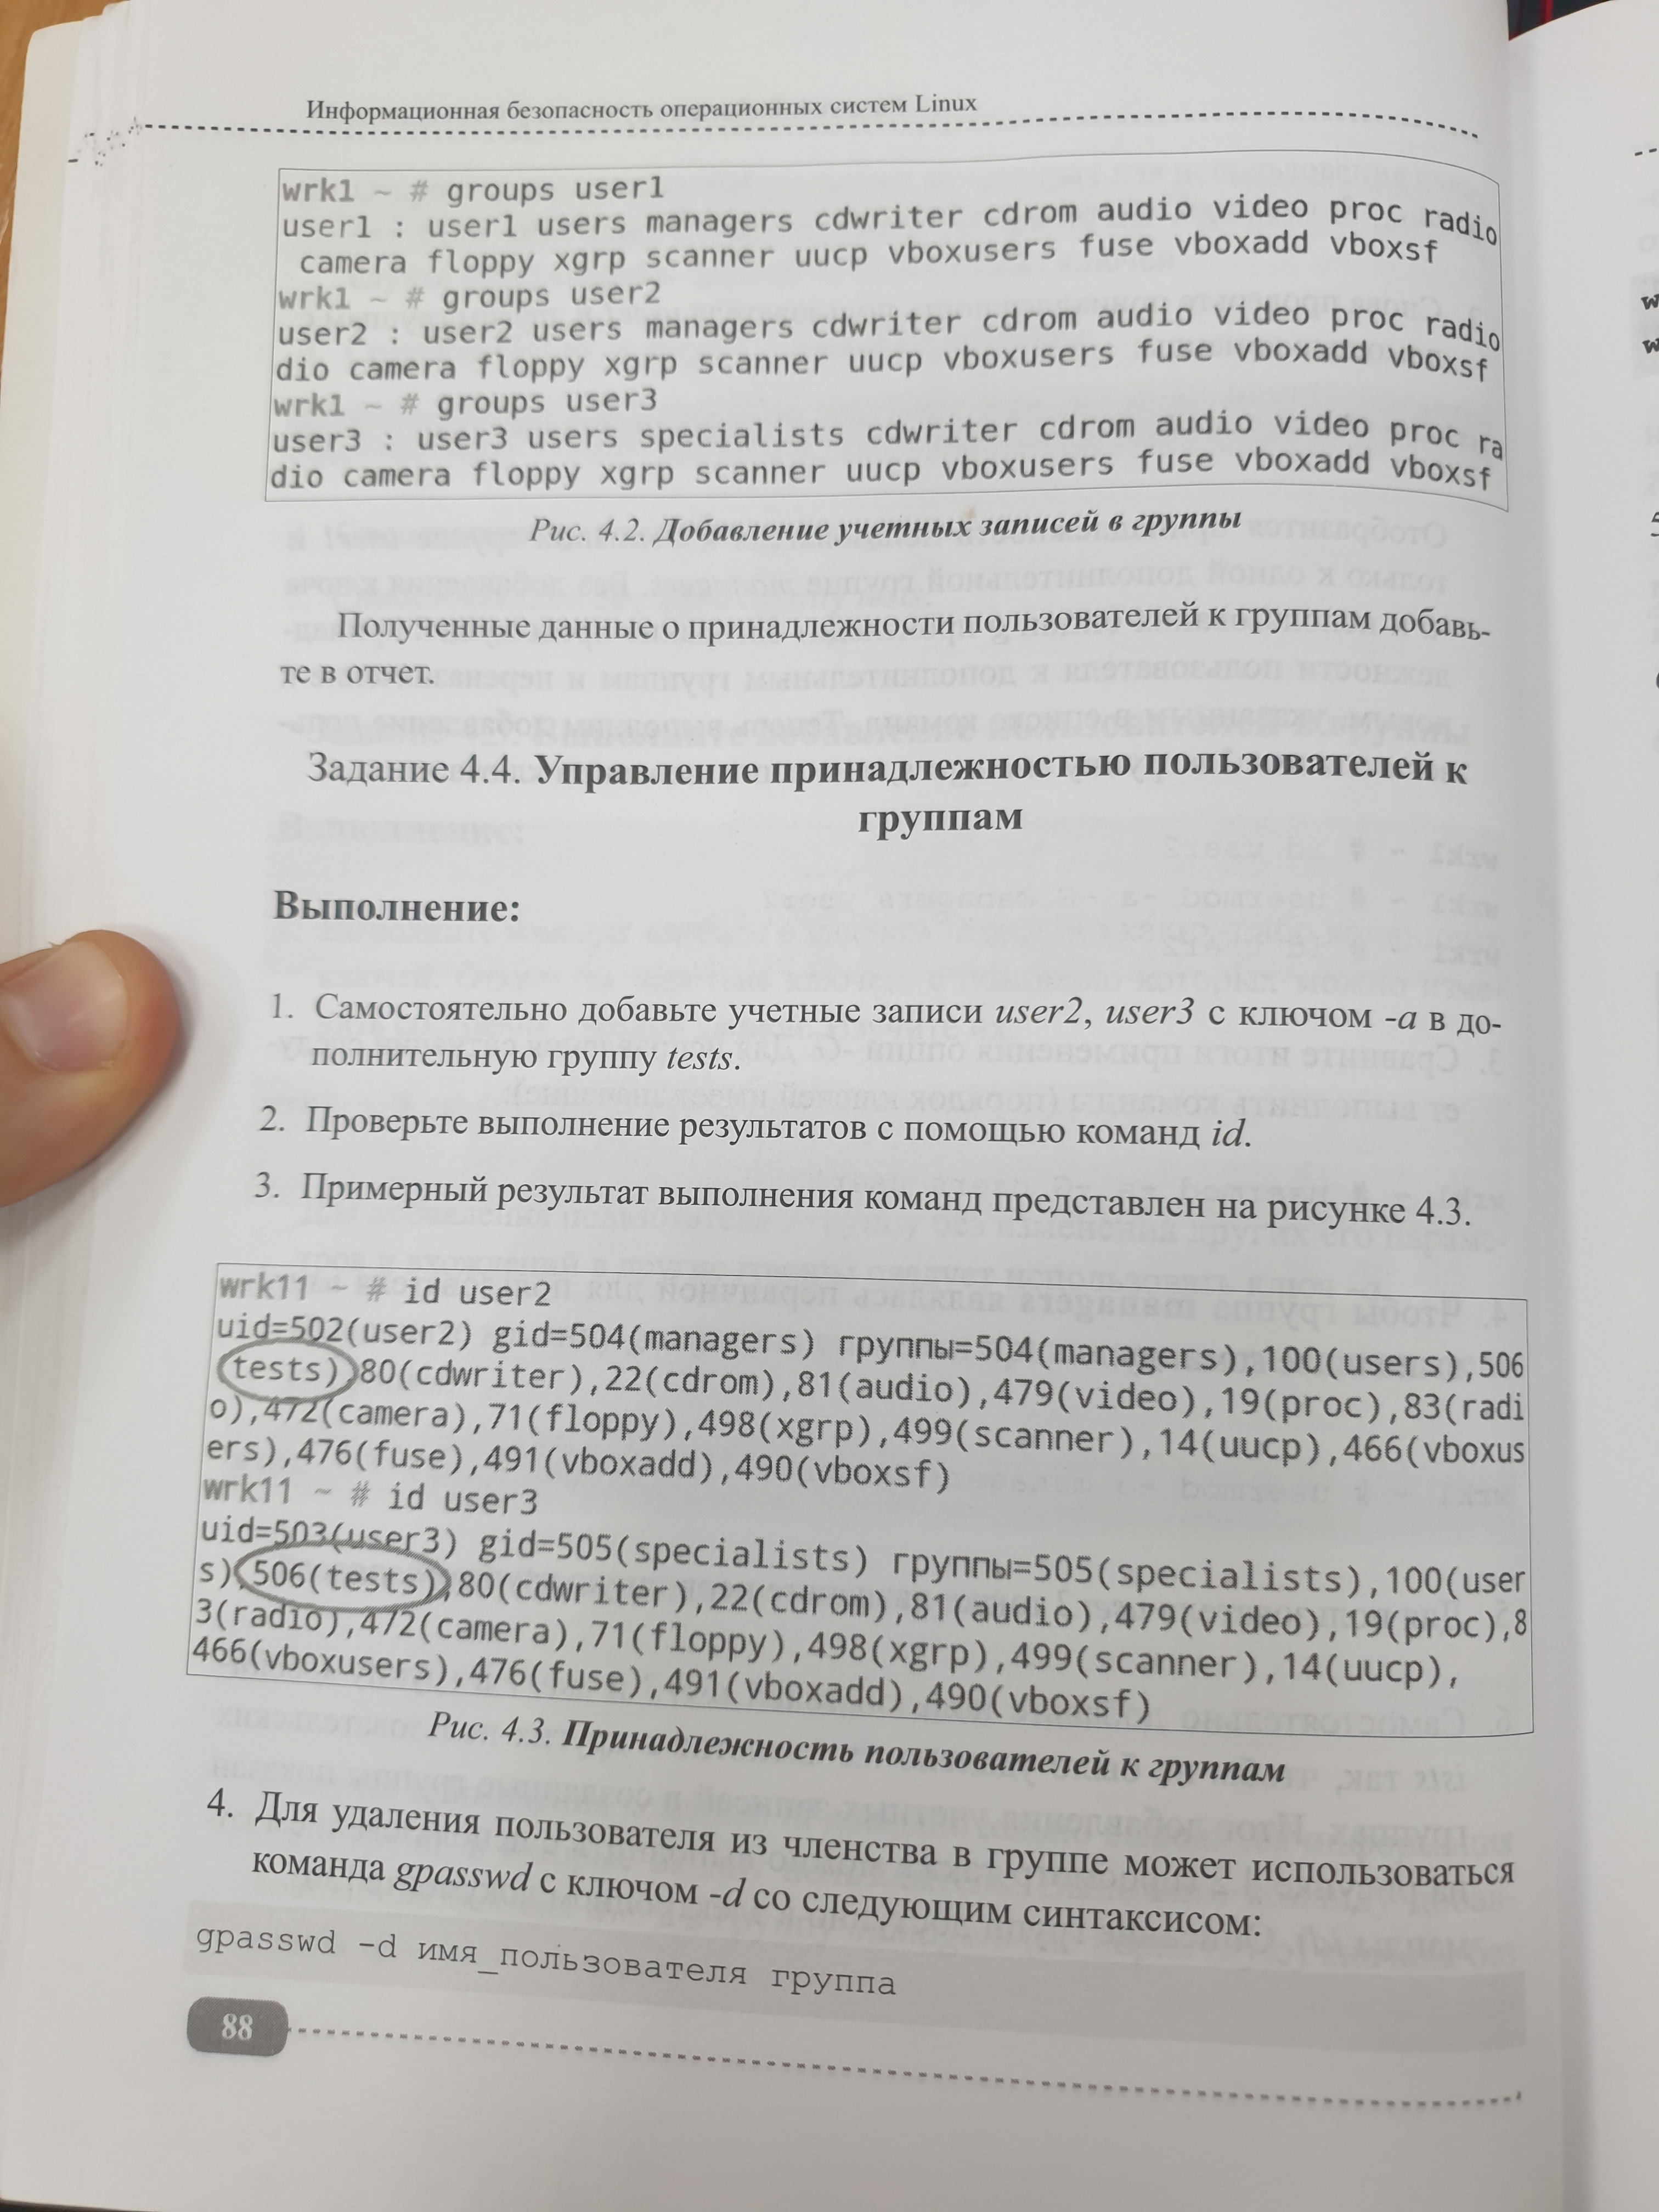 Информационная безопасность операционных систем Linux
wrk1 ~ # groups user1
user1 : user1 users managers cdwriter cdrom audio video proc radio
camera floppy xgrp scanner uucp vboxusers fuse vboxadd vboxsf
wrk1 ~ # groups user2
user2 : user2 users managers cdwriter cdrom audio video proc radio
dio camera floppy xgrp scanner uucp vboxusers fuse vboxadd vboxsf
wrk1 ~ # groups user3
user3 : user3 users specialists cdwriter cdrom audio video proc ra
dio camera floppy xgrp scanner uucp vboxusers fuse vboxadd vboxsf
Рис. 4.2. Добавление учетных записей в группы
Полученные данные о принадлежности пользователей к группам добавь-
те в отчет.
Задание 4.4. Управление принадлежностью пользователей к
группам
Выполнение:
1. Самостоятельно добавьте учетные записи user2, user3 с ключом -a в до-
полнительную группу tests.
2. Проверьте выполнение результатов с помощью команд id.
3. Примерный результат выполнения команд представлен на рисунке 4.3.
wrk11 ~ # id user2
uid=502(user2) gid=504(managers) группы=504(managers),100(users),506
(tests),80(cdwriter),22(cdrom),81(audio),479(video),19(proc),83(radi
o),472(camera),71(floppy),498(xgrp),499(scanner),14(uucp),466(vboxus
ers),476(fuse),491(vboxadd),490(vboxsf)
wrk11 ~ # id user3
uid=503(user3) gid=505(specialists) группы=505(specialists),100(user
s),506(tests),80(cdwriter),22(cdrom),81(audio),479(video),19(proc),8
3(radio),472(camera),71(floppy),498(xgrp),499(scanner),14(uucp),
466(vboxusers),476(fuse),491(vboxadd),490(vboxsf)
Рис. 4.3. Принадлежность пользователей к группам
4. Для удаления пользователя из членства в группе может использоваться
команда gpasswd с ключом -d со следующим синтаксисом:
gpasswd -d имя_пользователя группа
88